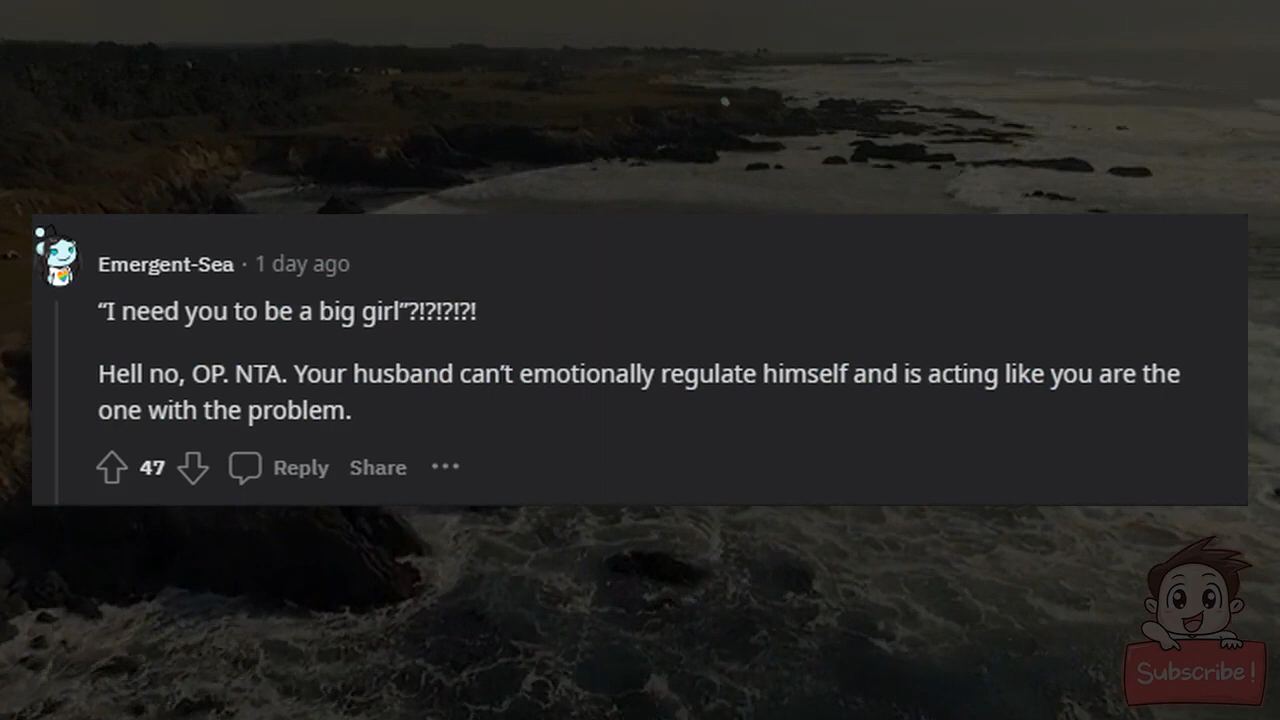 Emergent-Sea · 1 day ago
“I need you to be a big girl”?!?!?!?!
Hell no, OP. NTA. Your husband can’t emotionally regulate himself and is acting like you are the
one with the problem.
47 Reply Share ···
Subscribe!